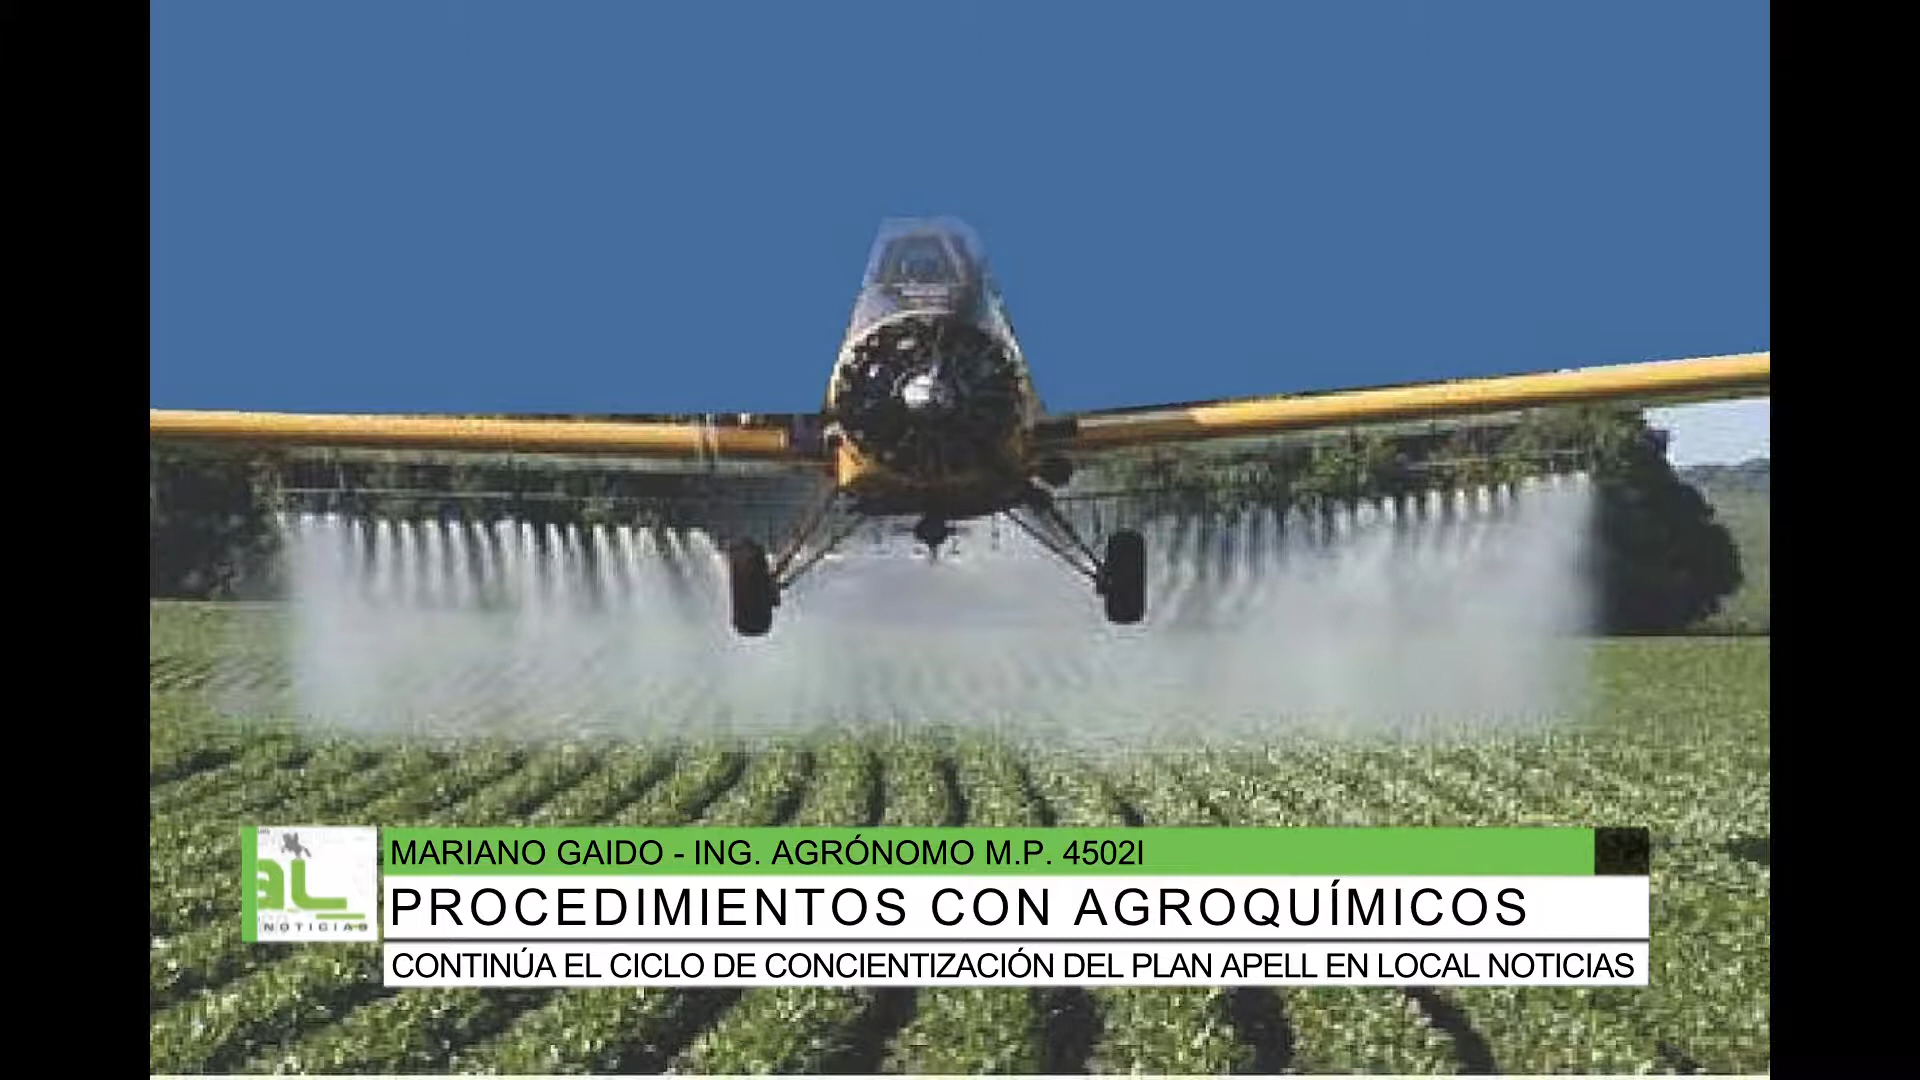 MARIANO GAIDO - ING. AGRÓNOMO M.P. 4502I
aL
NOTICIAS
PROCEDIMIENTOS CON AGROQUÍMICOS
CONTINÚA EL CICLO DE CONCIENTIZACIÓN DEL PLAN APELL EN LOCAL NOTICIAS